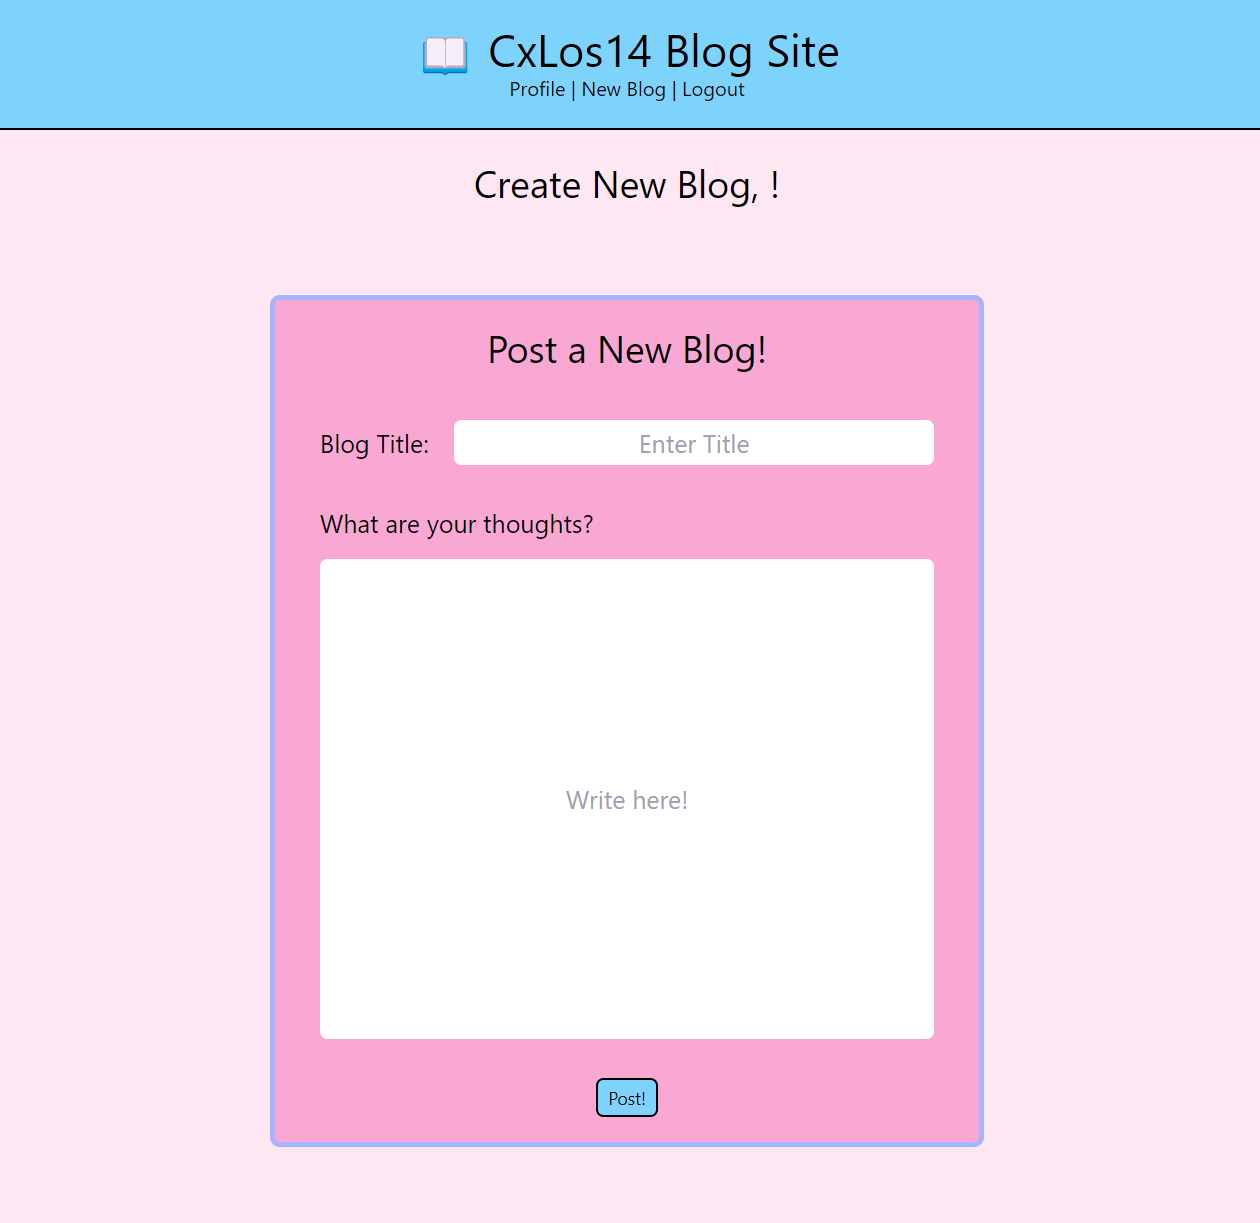 CxLos14 Blog Site
Profile | New Blog | Logout
Create New Blog, !
Post a New Blog!
Blog Title: Enter Title
What are your thoughts?
Write here!
Post!